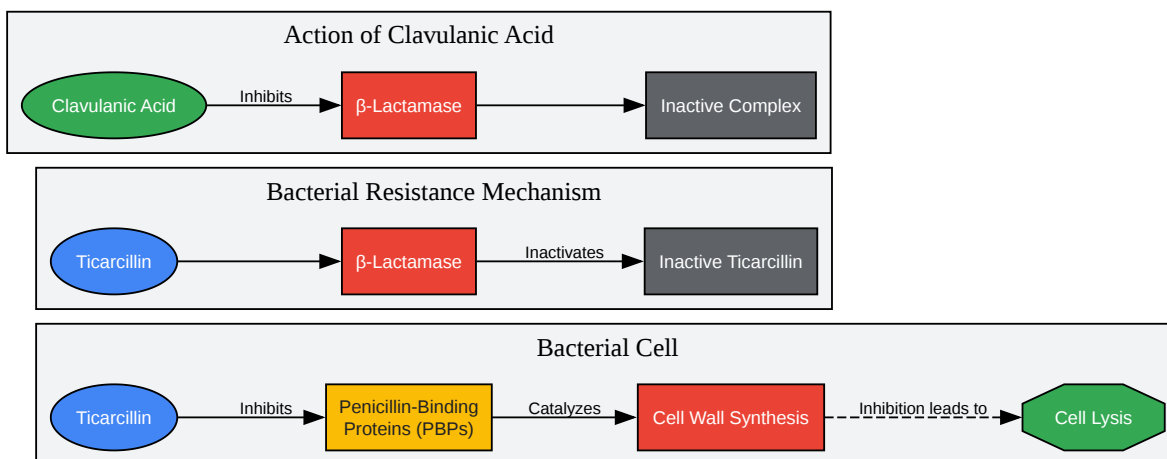 Action of Clavulanic Acid
Clavulanic Acid
Inhibits
β-Lactamase
Inactive Complex
Bacterial Resistance Mechanism
Ticarcillin
β-Lactamase
Inactivates
Inactive Ticarcillin
Bacterial Cell
Ticarcillin
Inhibits
Penicillin-Binding
Proteins (PBPs)
Catalyzes
Cell Wall Synthesis
Inhibition leads to
Cell Lysis